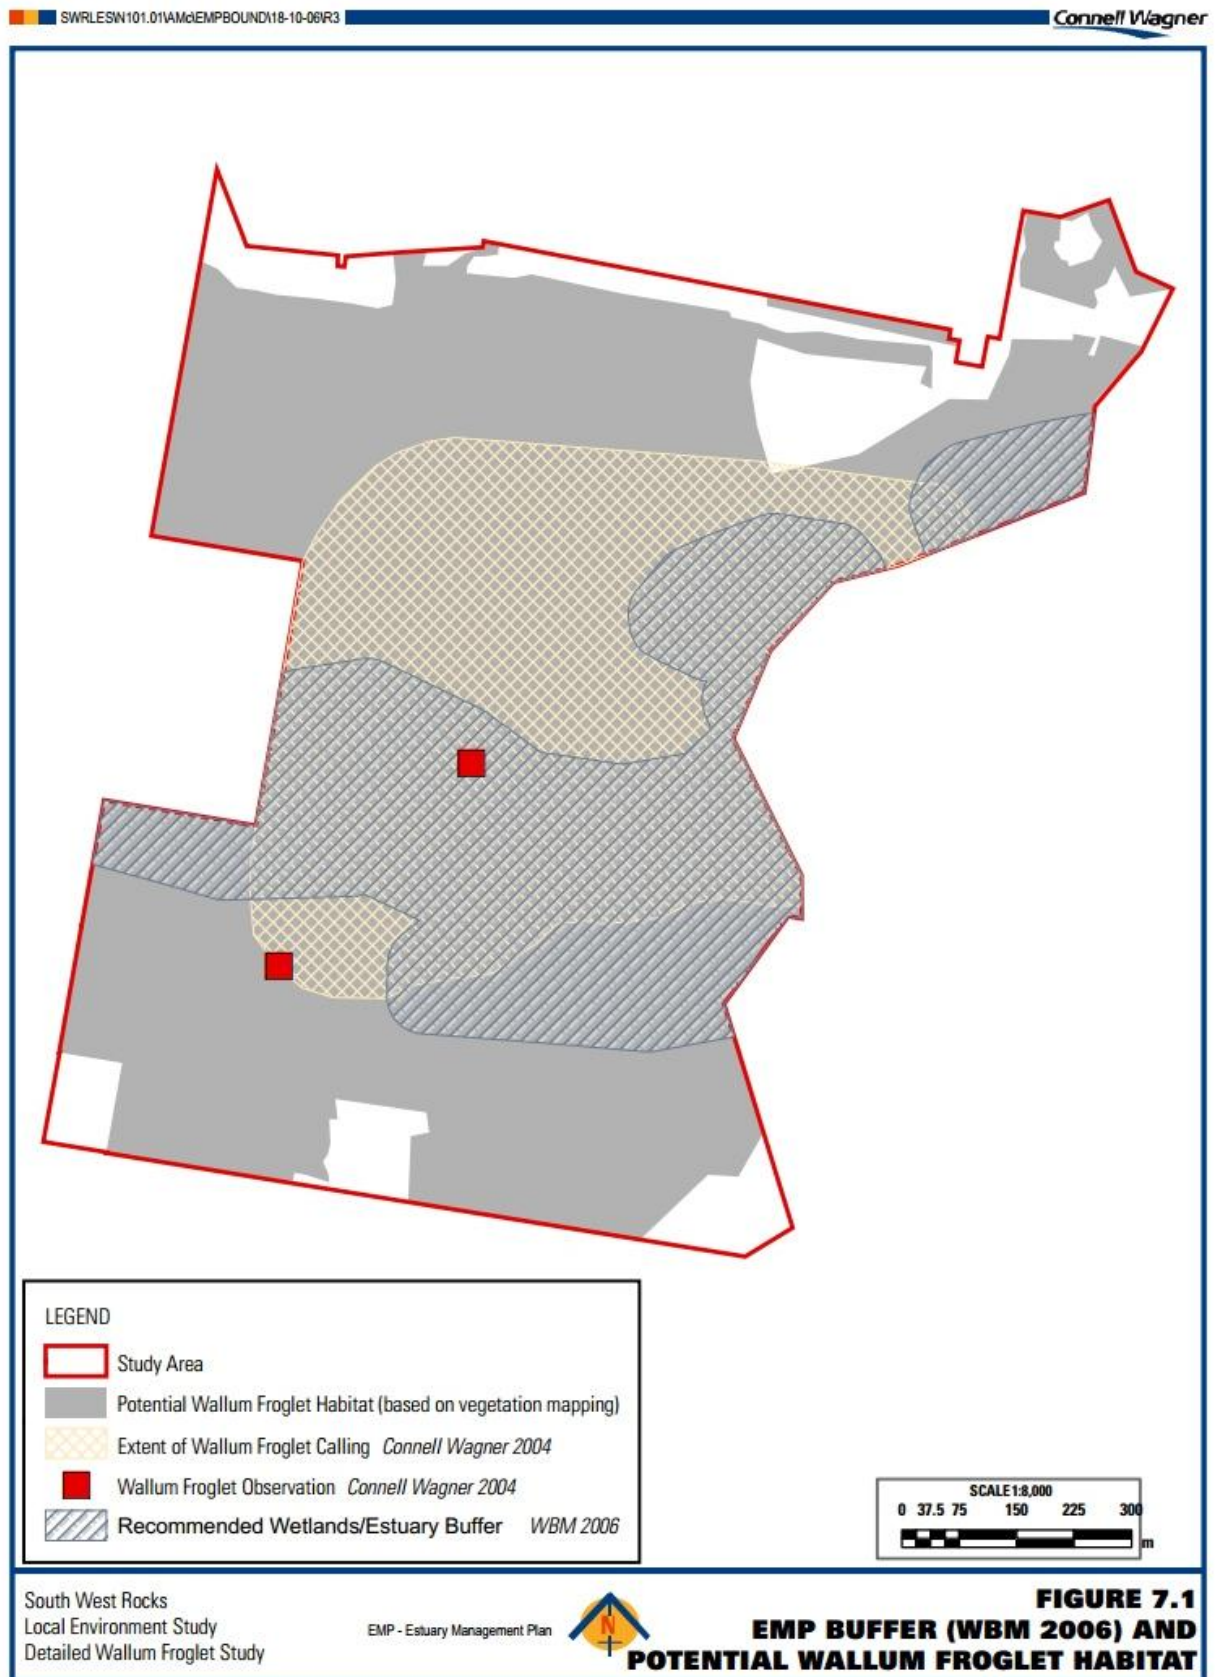 SWRLES\N101.01\AMc\EMPBOUND\18-10-06\R3
Connell Wagner
LEGEND
Study Area
Potential Wallum Froglet Habitat (based on vegetation mapping)
Extent of Wallum Froglet Calling Connell Wagner 2004
Wallum Froglet Observation Connell Wagner 2004
Recommended Wetlands/Estuary Buffer WBM 2006
SCALE 1:8,000
0 37.5 75 150 225 300
m
South West Rocks
Local Environment Study
Detailed Wallum Froglet Study
EMP - Estuary Management Plan
N
FIGURE 7.1
EMP BUFFER (WBM 2006) AND
POTENTIAL WALLUM FROGLET HABITAT